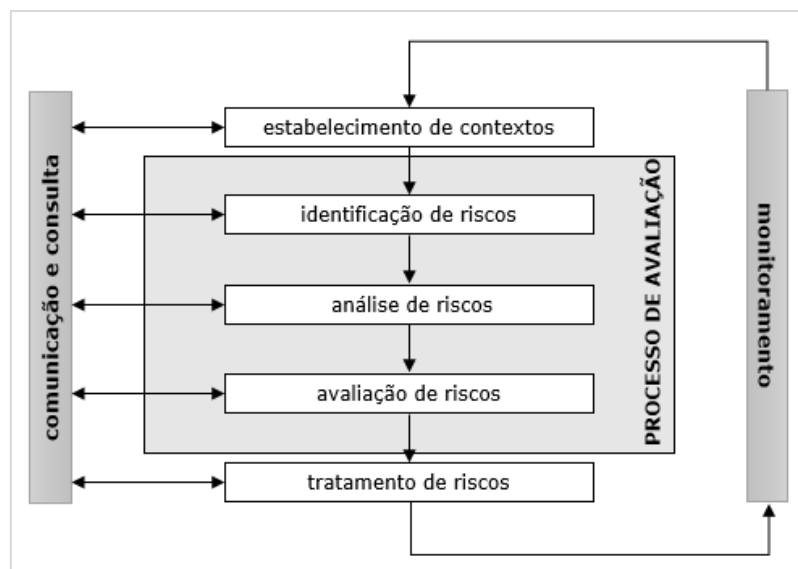 comunicação e consulta
estabelecimento de contextos
PROCESSO DE AVALIAÇÃO
identificação de riscos
análise de riscos
avaliação de riscos
tratamento de riscos
monitoramento